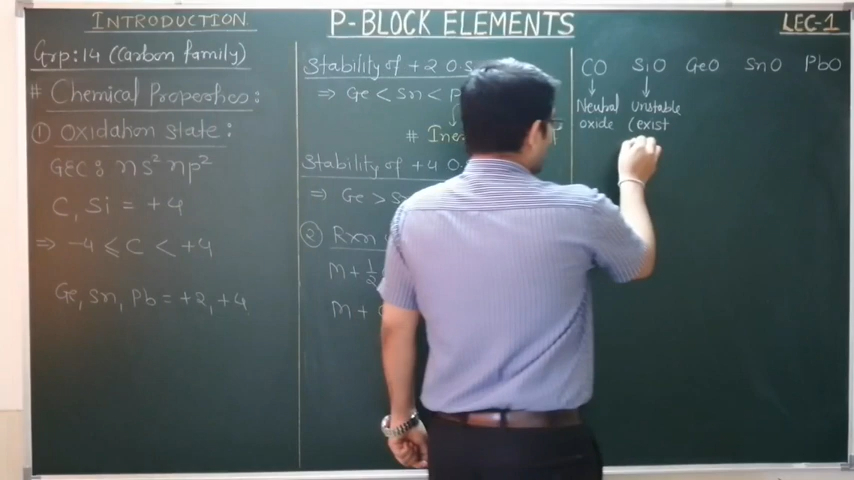 INTRODUCTION
P-BLOCK ELEMENTS
LEC-1
Grp:14 (Carbon family)
# Chemical Properties:
① Oxidation state:
GEC: ns² np²
C, Si = +4
⇒ -4 ⩽ C < +4
Ge, Sn, Pb = +2, +4
Stability of +2 O.S
⇒ Ge < Sn < P
# Iner
Stability of +4 O.
⇒ Ge > S
② Rxn
M + 1/2
M +
CO SiO GeO SnO PbO
↓ ↓
Neutral Unstable
oxide (exist